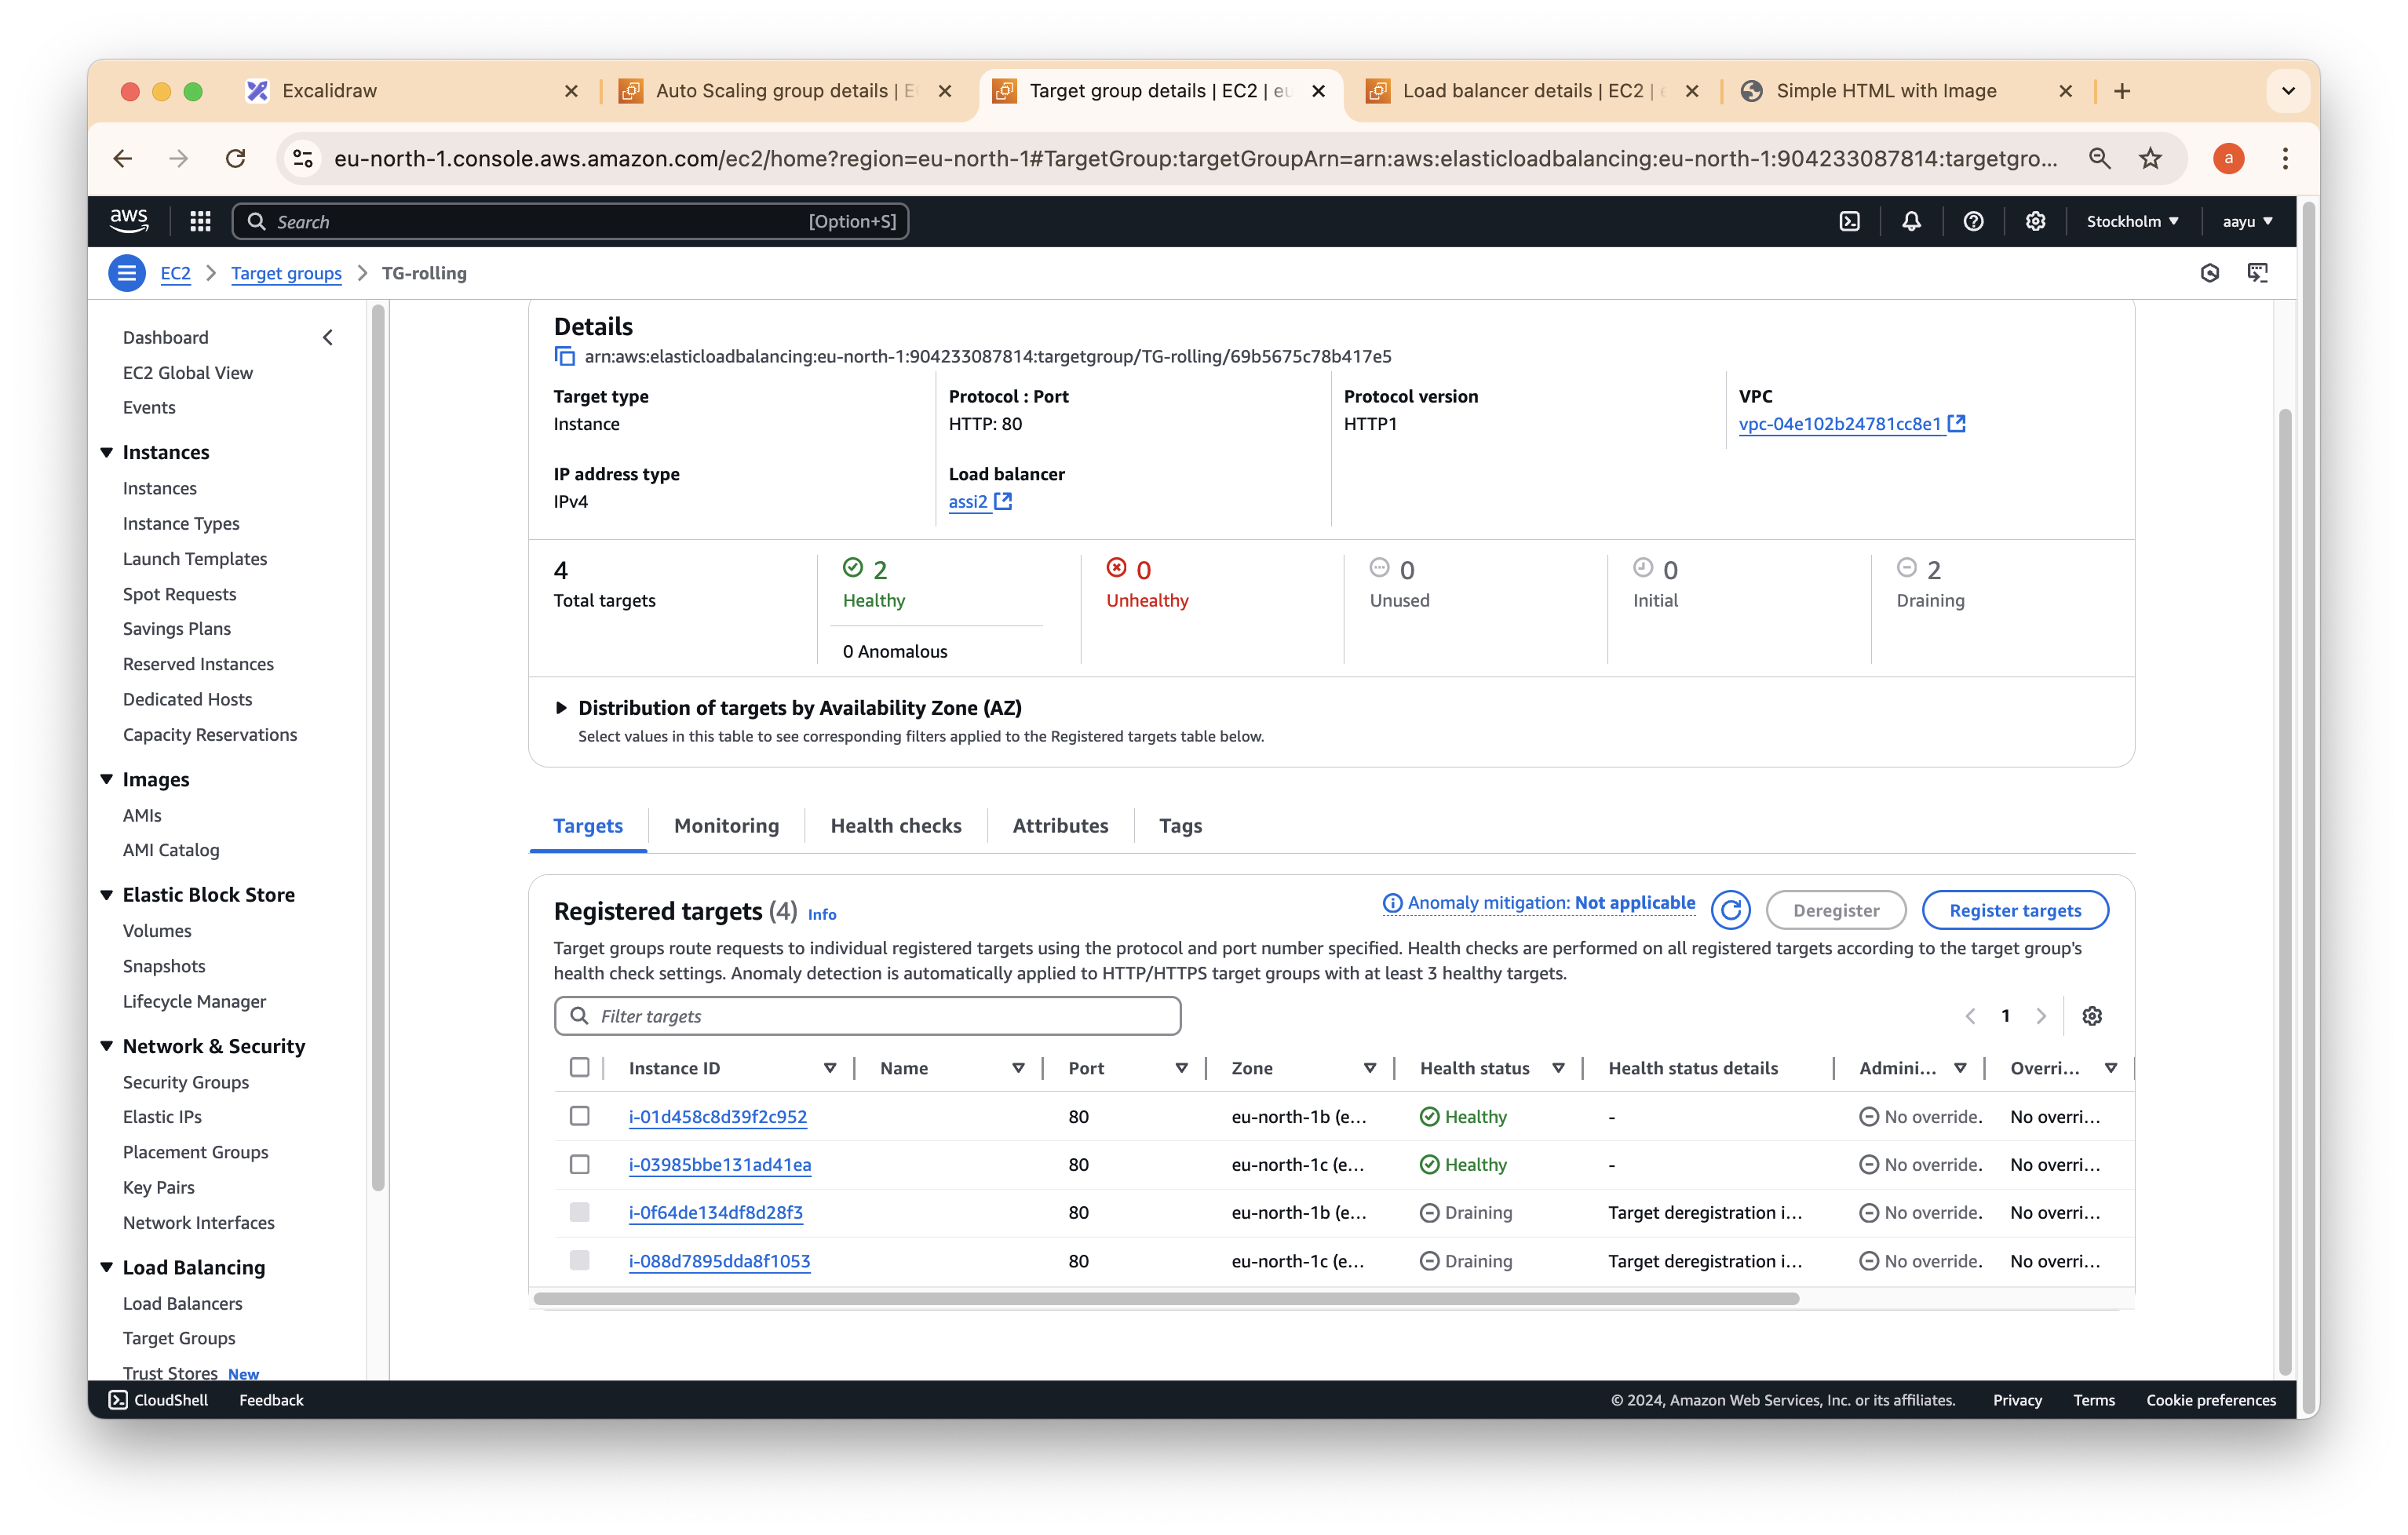 Excalidraw
Auto Scaling group details | E
Target group details | EC2 | eu
Load balancer details | EC2 | e
Simple HTML with Image
eu-north-1.console.aws.amazon.com/ec2/home?region=eu-north-1#TargetGroup:targetGroupArn=arn:aws:elasticloadbalancing:eu-north-1:904233087814:targetgro...
a
aws
Search
[Option+S]
Stockholm
aayu
EC2
Target groups
TG-rolling
Dashboard
EC2 Global View
Events
Instances
Instances
Instance Types
Launch Templates
Spot Requests
Savings Plans
Reserved Instances
Dedicated Hosts
Capacity Reservations
Images
AMIs
AMI Catalog
Elastic Block Store
Volumes
Snapshots
Lifecycle Manager
Network & Security
Security Groups
Elastic IPs
Placement Groups
Key Pairs
Network Interfaces
Load Balancing
Load Balancers
Target Groups
Trust Stores New
Details
arn:aws:elasticloadbalancing:eu-north-1:904233087814:targetgroup/TG-rolling/69b5675c78b417e5
Target type
Instance
Protocol : Port
HTTP: 80
Protocol version
HTTP1
VPC
vpc-04e102b24781cc8e1
IP address type
IPv4
Load balancer
assi2
4
Total targets
2
Healthy
0 Anomalous
0
Unhealthy
0
Unused
0
Initial
2
Draining
Distribution of targets by Availability Zone (AZ)
Select values in this table to see corresponding filters applied to the Registered targets table below.
Targets
Monitoring
Health checks
Attributes
Tags
Registered targets (4) Info
Anomaly mitigation: Not applicable
Deregister
Register targets
Target groups route requests to individual registered targets using the protocol and port number specified. Health checks are performed on all registered targets according to the target group's
health check settings. Anomaly detection is automatically applied to HTTP/HTTPS target groups with at least 3 healthy targets.
Filter targets
1
Instance ID Name Port Zone Health status Health status details Admini... Overri...
i-01d458c8d39f2c952 80 eu-north-1b (e... Healthy - No override. No overri...
i-03985bbe131ad41ea 80 eu-north-1c (e... Healthy - No override. No overri...
i-0f64de134df8d28f3 80 eu-north-1b (e... Draining Target deregistration i... No override. No overri...
i-088d7895dda8f1053 80 eu-north-1c (e... Draining Target deregistration i... No override. No overri...
CloudShell
Feedback
© 2024, Amazon Web Services, Inc. or its affiliates.
Privacy
Terms
Cookie preferences